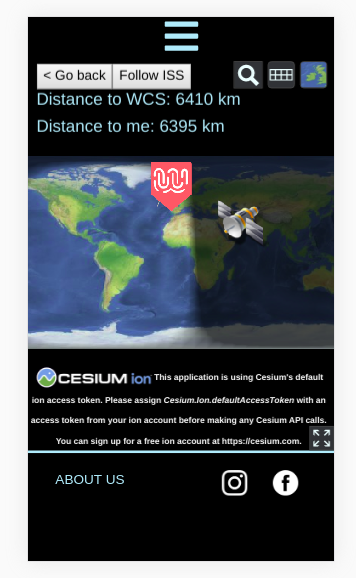 < Go back Follow ISS
Distance to WCS: 6410 km
Distance to me: 6395 km
CESIUM ion This application is using Cesium's default
ion access token. Please assign Cesium.Ion.defaultAccessToken with an
access token from your ion account before making any Cesium API calls.
You can sign up for a free ion account at https://cesium.com.
ABOUT US